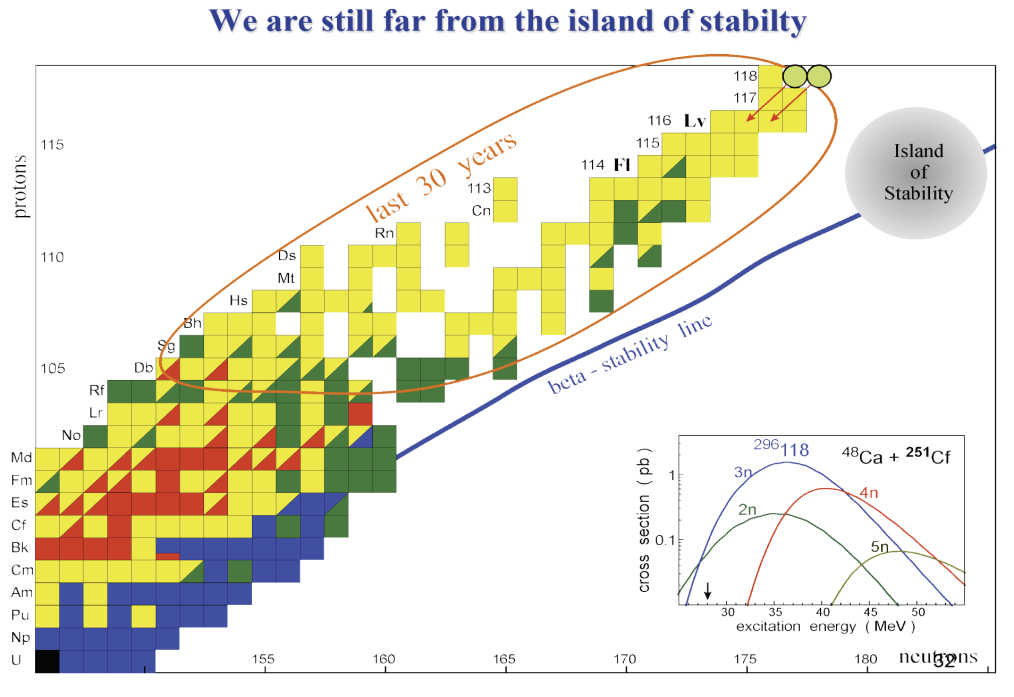 We are still far from the island of stabilty
protons
115
110
105
118
117
116 Lv
115
114 Fl
113
Cn
Rn
Ds
Mt
Hs
Bh
Sg
Db
Rf
Lr
No
Md
Fm
Es
Cf
Bk
Cm
Am
Pu
Np
U
last 30 years
Island
of
Stability
beta - stability line
296118
48Ca + 251Cf
3n
4n
2n
5n
1
0.1
cross section ( pb )
30 35 40 45 50
excitation energy ( MeV )
155 160 165 170 175 180
neutrons
32